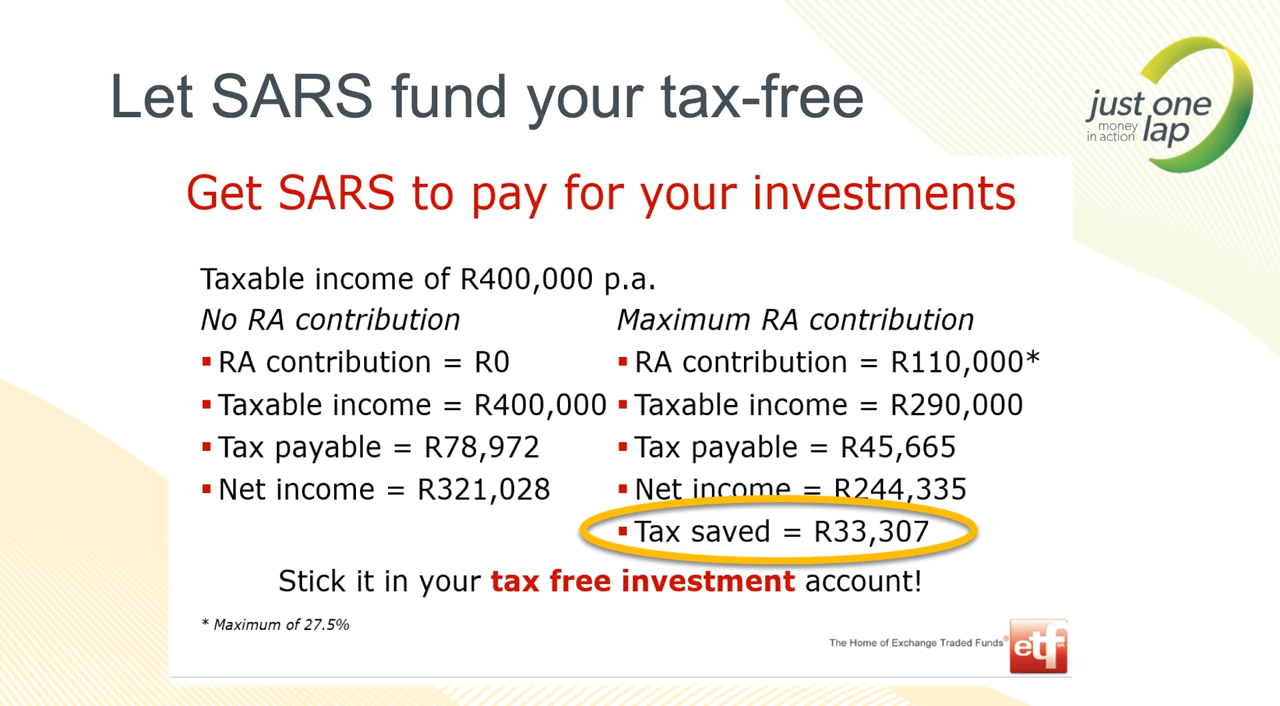 Let SARS fund your tax-free
just one
money
in action lap
Get SARS to pay for your investments
Taxable income of R400,000 p.a.
No RA contribution
▪RA contribution = R0
▪Taxable income = R400,000
▪Tax payable = R78,972
▪Net income = R321,028
Maximum RA contribution
▪RA contribution = R110,000*
▪Taxable income = R290,000
▪Tax payable = R45,665
▪Net income = R244,335
▪Tax saved = R33,307
Stick it in your tax free investment account!
* Maximum of 27.5%
The Home of Exchange Traded Funds®
etf